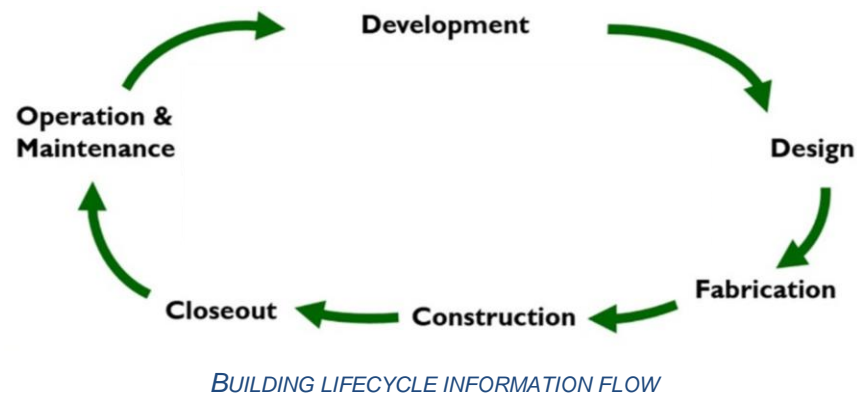 Development
Operation &
Maintenance
Design
Fabrication
Closeout
Construction
BUILDING LIFECYCLE INFORMATION FLOW